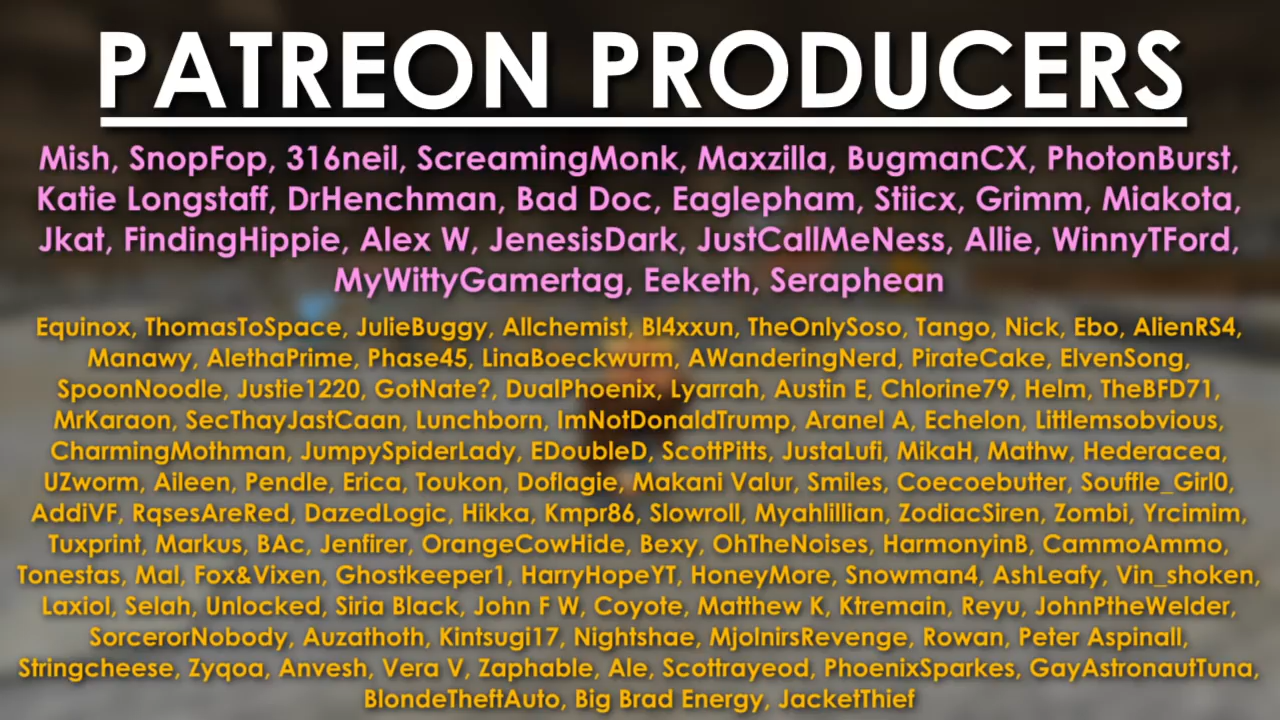 PATREON PRODUCERS
Mish, SnopFop, 316neil, ScreamingMonk, Maxzilla, BugmanCX, PhotonBurst,
Katie Longstaff, DrHenchman, Bad Doc, Eaglepham, Stiicx, Grimm, Miakota,
Jkat, FindingHippie, Alex W, JenesisDark, JustCallMeNess, Allie, WinnyTFord,
MyWittyGamertag, Eeketh, Seraphean
Equinox, ThomasToSpace, JulieBuggy, Allchemist, Bl4xxun, TheOnlySoso, Tango, Nick, Ebo, AlienRS4,
Manawy, AlethaPrime, Phase45, LinaBoeckwurm, AWanderingNerd, PirateCake, ElvenSong,
SpoonNoodle, Justie1220, GotNate?, DualPhoenix, Lyarrah, Austin E, Chlorine79, Helm, TheBFD71,
MrKaraon, SecThayJastCaan, Lunchborn, ImNotDonaldTrump, Aranel A, Echelon, Littlemsobvious,
CharmingMothman, JumpySpiderLady, EDoubleD, ScottPitts, JustaLufi, MikaH, Mathw, Hederacea,
UZworm, Aileen, Pendle, Erica, Toukon, Doflagie, Makani Valur, Smiles, Coecoebutter, Souffle_Girl0,
AddiVF, RqsesAreRed, DazedLogic, Hikka, Kmpr86, Slowroll, Myahlillian, ZodiacSiren, Zombi, Yrcimim,
Tuxprint, Markus, BAc, Jenfirer, OrangeCowHide, Bexy, OhTheNoises, HarmonyinB, CammoAmmo,
Tonestas, Mal, Fox&Vixen, Ghostkeeper1, HarryHopeYT, HoneyMore, Snowman4, AshLeafy, Vin_shoken,
Laxiol, Selah, Unlocked, Siria Black, John F W, Coyote, Matthew K, Ktremain, Reyu, JohnPtheWelder,
SorcerorNobody, Auzathoth, Kintsugi17, Nightshae, MjolnirsRevenge, Rowan, Peter Aspinall,
Stringcheese, Zyqoa, Anvesh, Vera V, Zaphable, Ale, Scottrayeod, PhoenixSparkes, GayAstronautTuna,
BlondeTheftAuto, Big Brad Energy, JacketThief